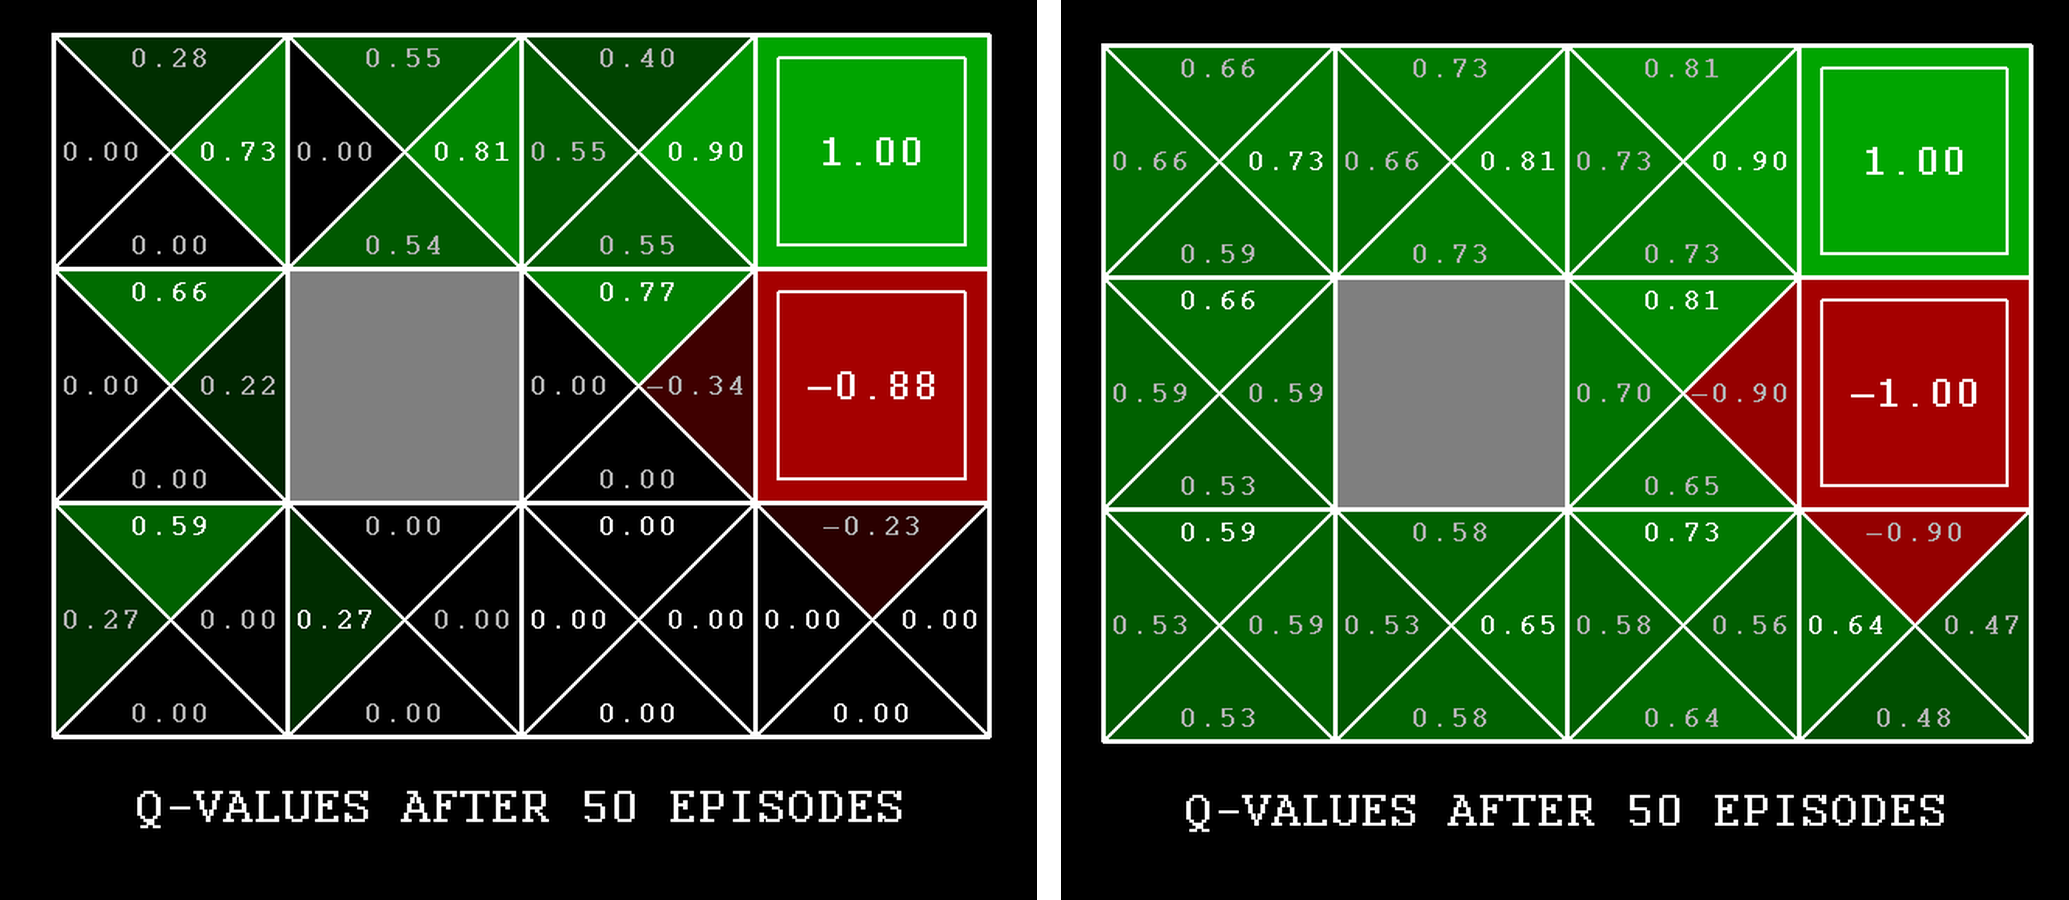 0.28 0.55 0.40
0.00 0.73 0.00 0.81 0.55 0.90 1.00
0.00 0.54 0.55
0.66 0.77
0.00 0.22 0.00 −0.34 −0.88
0.00 0.00
0.59 0.00 0.00 −0.23
0.27 0.00 0.27 0.00 0.00 0.00 0.00 0.00
0.00 0.00 0.00 0.00
Q-VALUES AFTER 50 EPISODES
0.66 0.73 0.81
0.66 0.73 0.66 0.81 0.73 0.90 1.00
0.59 0.73 0.73
0.66 0.81
0.59 0.59 0.70 −0.90 −1.00
0.53 0.65
0.59 0.58 0.73 −0.90
0.53 0.59 0.53 0.65 0.58 0.56 0.64 0.47
0.53 0.58 0.64 0.48
Q-VALUES AFTER 50 EPISODES